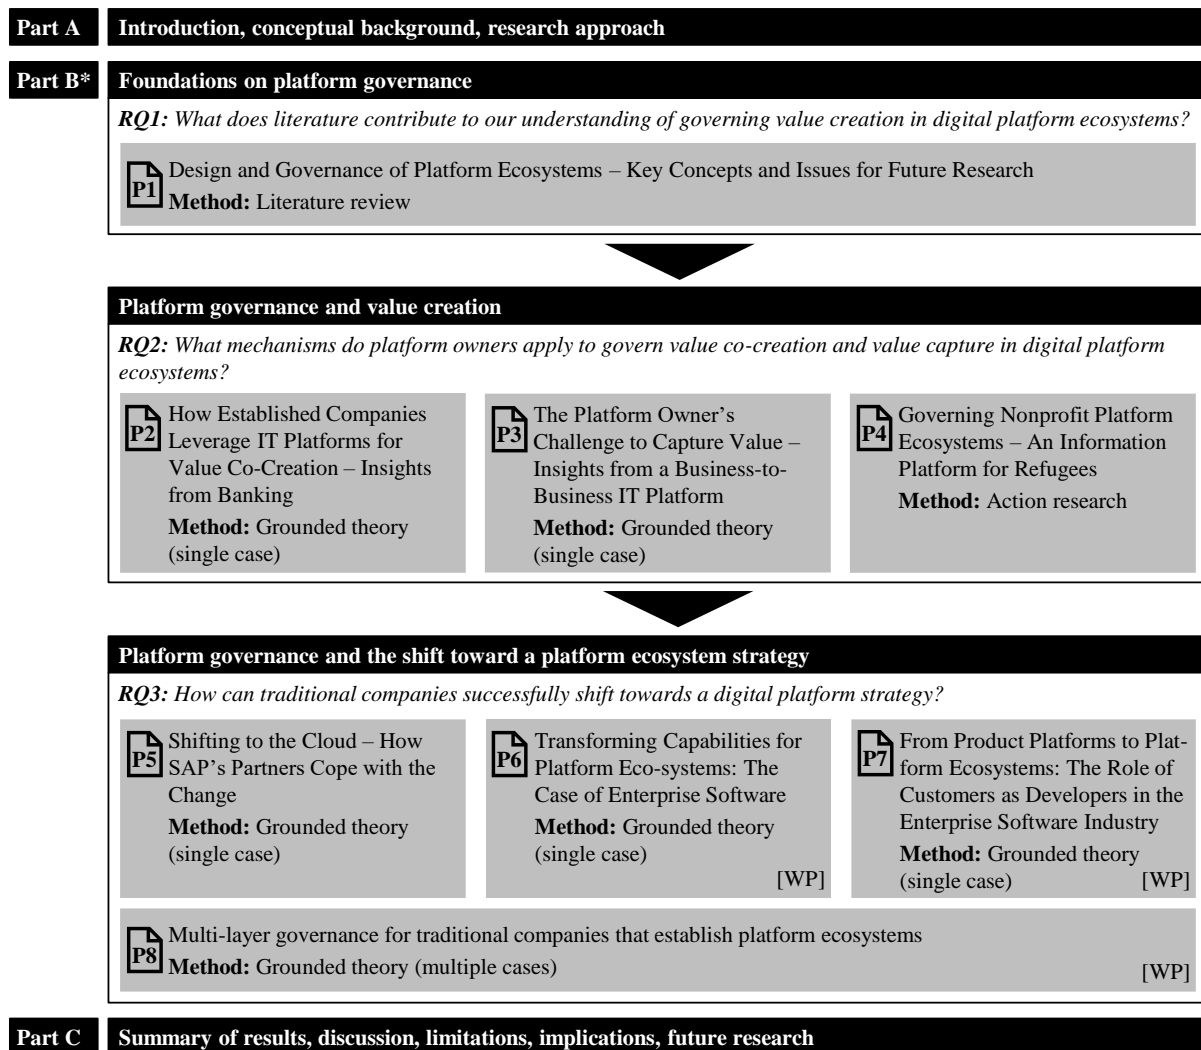 Part A Introduction, conceptual background, research approach
Part B* Foundations on platform governance
RQ1: What does literature contribute to our understanding of governing value creation in digital platform ecosystems?
P1
Design and Governance of Platform Ecosystems – Key Concepts and Issues for Future Research
Method: Literature review
Platform governance and value creation
RQ2: What mechanisms do platform owners apply to govern value co-creation and value capture in digital platform
ecosystems?
P2
How Established Companies
Leverage IT Platforms for
Value Co-Creation – Insights
from Banking
Method: Grounded theory
(single case)
P3
The Platform Owner’s
Challenge to Capture Value –
Insights from a Business-to-
Business IT Platform
Method: Grounded theory
(single case)
P4
Governing Nonprofit Platform
Ecosystems – An Information
Platform for Refugees
Method: Action research
Platform governance and the shift toward a platform ecosystem strategy
RQ3: How can traditional companies successfully shift towards a digital platform strategy?
P5
Shifting to the Cloud – How
SAP’s Partners Cope with the
Change
Method: Grounded theory
(single case)
P6
Transforming Capabilities for
Platform Eco-systems: The
Case of Enterprise Software
Method: Grounded theory
(single case)
[WP]
P7
From Product Platforms to Plat-
form Ecosystems: The Role of
Customers as Developers in the
Enterprise Software Industry
Method: Grounded theory
(single case) [WP]
P8
Multi-layer governance for traditional companies that establish platform ecosystems
Method: Grounded theory (multiple cases)
[WP]
Part C Summary of results, discussion, limitations, implications, future research